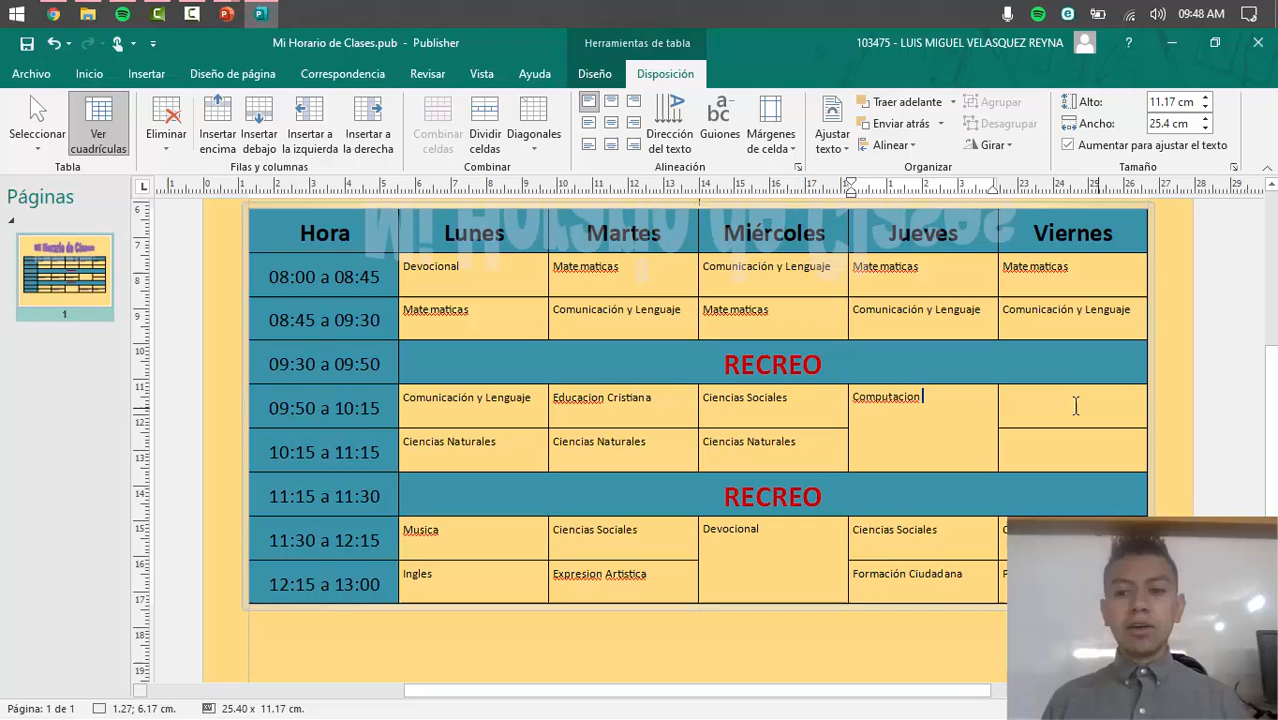 09:48 AM
Mi Horario de Clases.pub - Publisher
Herramientas de tabla
103475 - LUIS MIGUEL VELASQUEZ REYNA
?
Archivo Inicio Insertar Diseño de página Correspondencia Revisar Vista Ayuda Diseño Disposición
Seleccionar
Ver cuadrículas
Tabla
Eliminar
Insertar encima
Insertar debajo
Insertar a la izquierda
Insertar a la derecha
Filas y columnas
Combinar celdas
Dividir celdas
Diagonales
Combinar
Dirección del texto
Guiones
Márgenes de celda
Alineación
Ajustar texto
Traer adelante
Enviar atrás
Alinear
Agrupar
Desagrupar
Girar
Organizar
Alto: 11.17 cm
Ancho: 25.4 cm
Aumentar para ajustar el texto
Tamaño
Páginas
Mi Horario de Clases
1
Mi Horario de Clases
Hora Lunes Martes Miércoles Jueves Viernes
08:00 a 08:45 Devocional Matematicas Comunicación y Lenguaje Matematicas Matematicas
08:45 a 09:30 Matematicas Comunicación y Lenguaje Matematicas Comunicación y Lenguaje Comunicación y Lenguaje
09:30 a 09:50 RECREO
09:50 a 10:15 Comunicación y Lenguaje Educacion Cristiana Ciencias Sociales Computacion
10:15 a 11:15 Ciencias Naturales Ciencias Naturales Ciencias Naturales
11:15 a 11:30 RECREO
11:30 a 12:15 Musica Ciencias Sociales Devocional Ciencias Sociales
12:15 a 13:00 Ingles Expresion Artistica Formación Ciudadana
Página: 1 de 1 1.27; 6.17 cm. 25.40 x 11.17 cm.